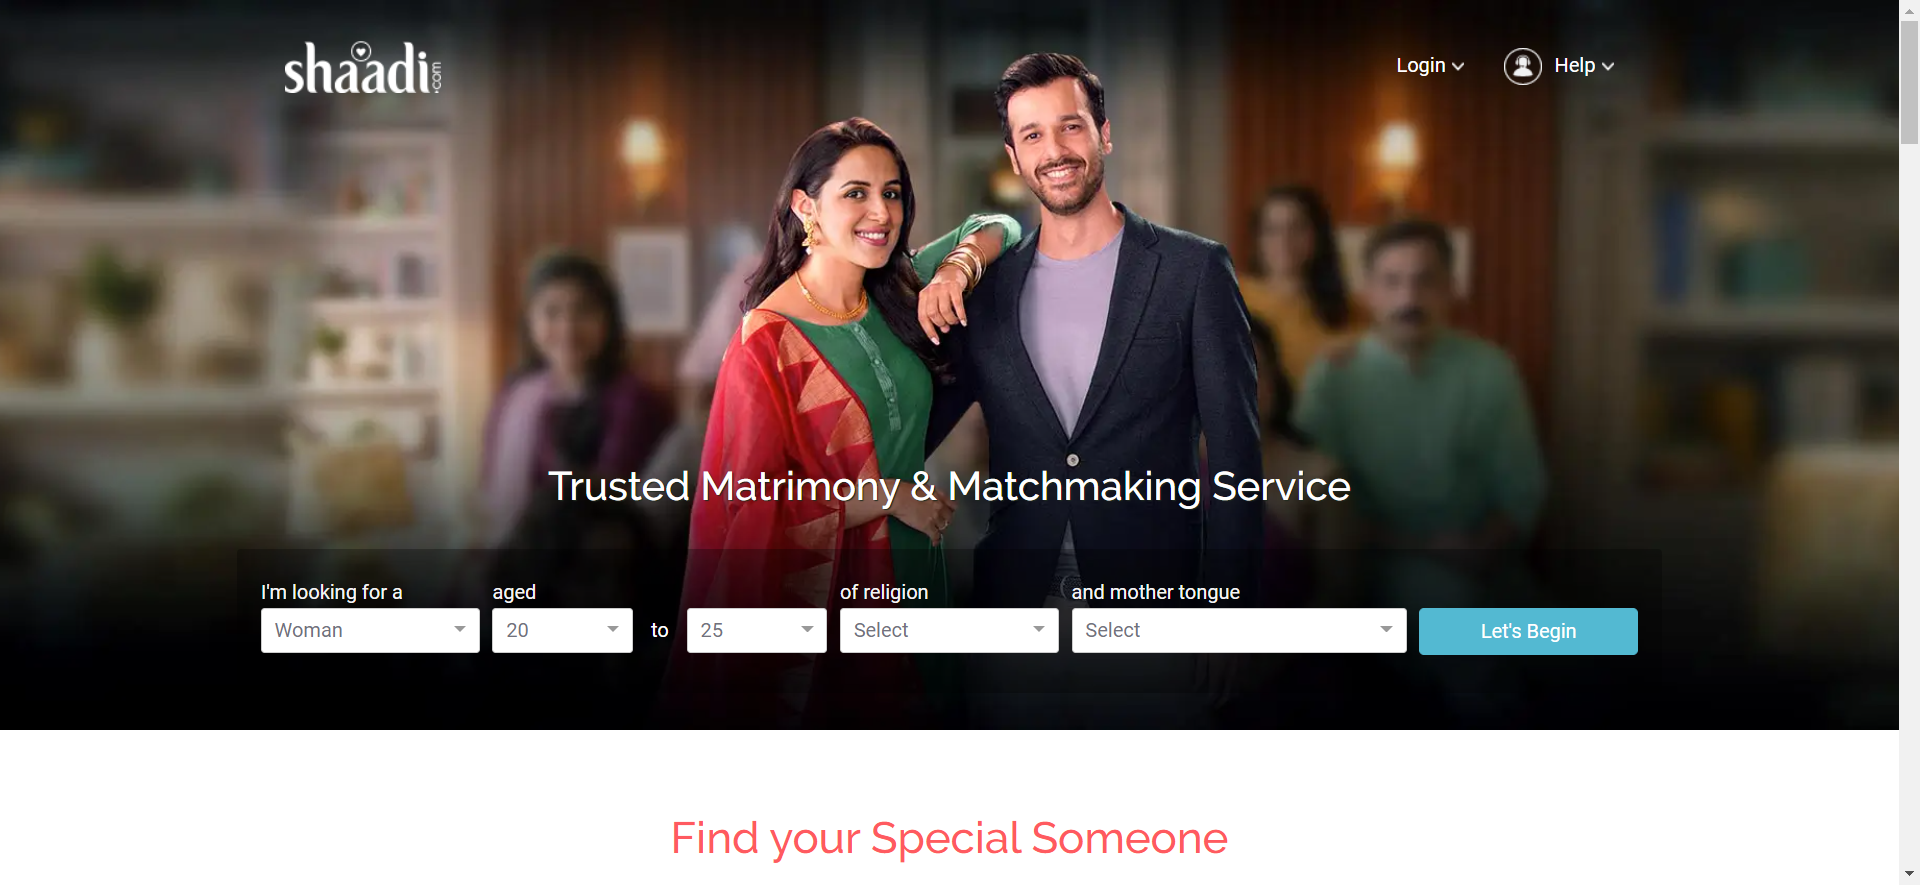 shaadi.com
Login
Help
Trusted Matrimony & Matchmaking Service
I'm looking for a
aged
of religion
and mother tongue
Woman
20
to
25
Select
Select
Let's Begin
Find your Special Someone